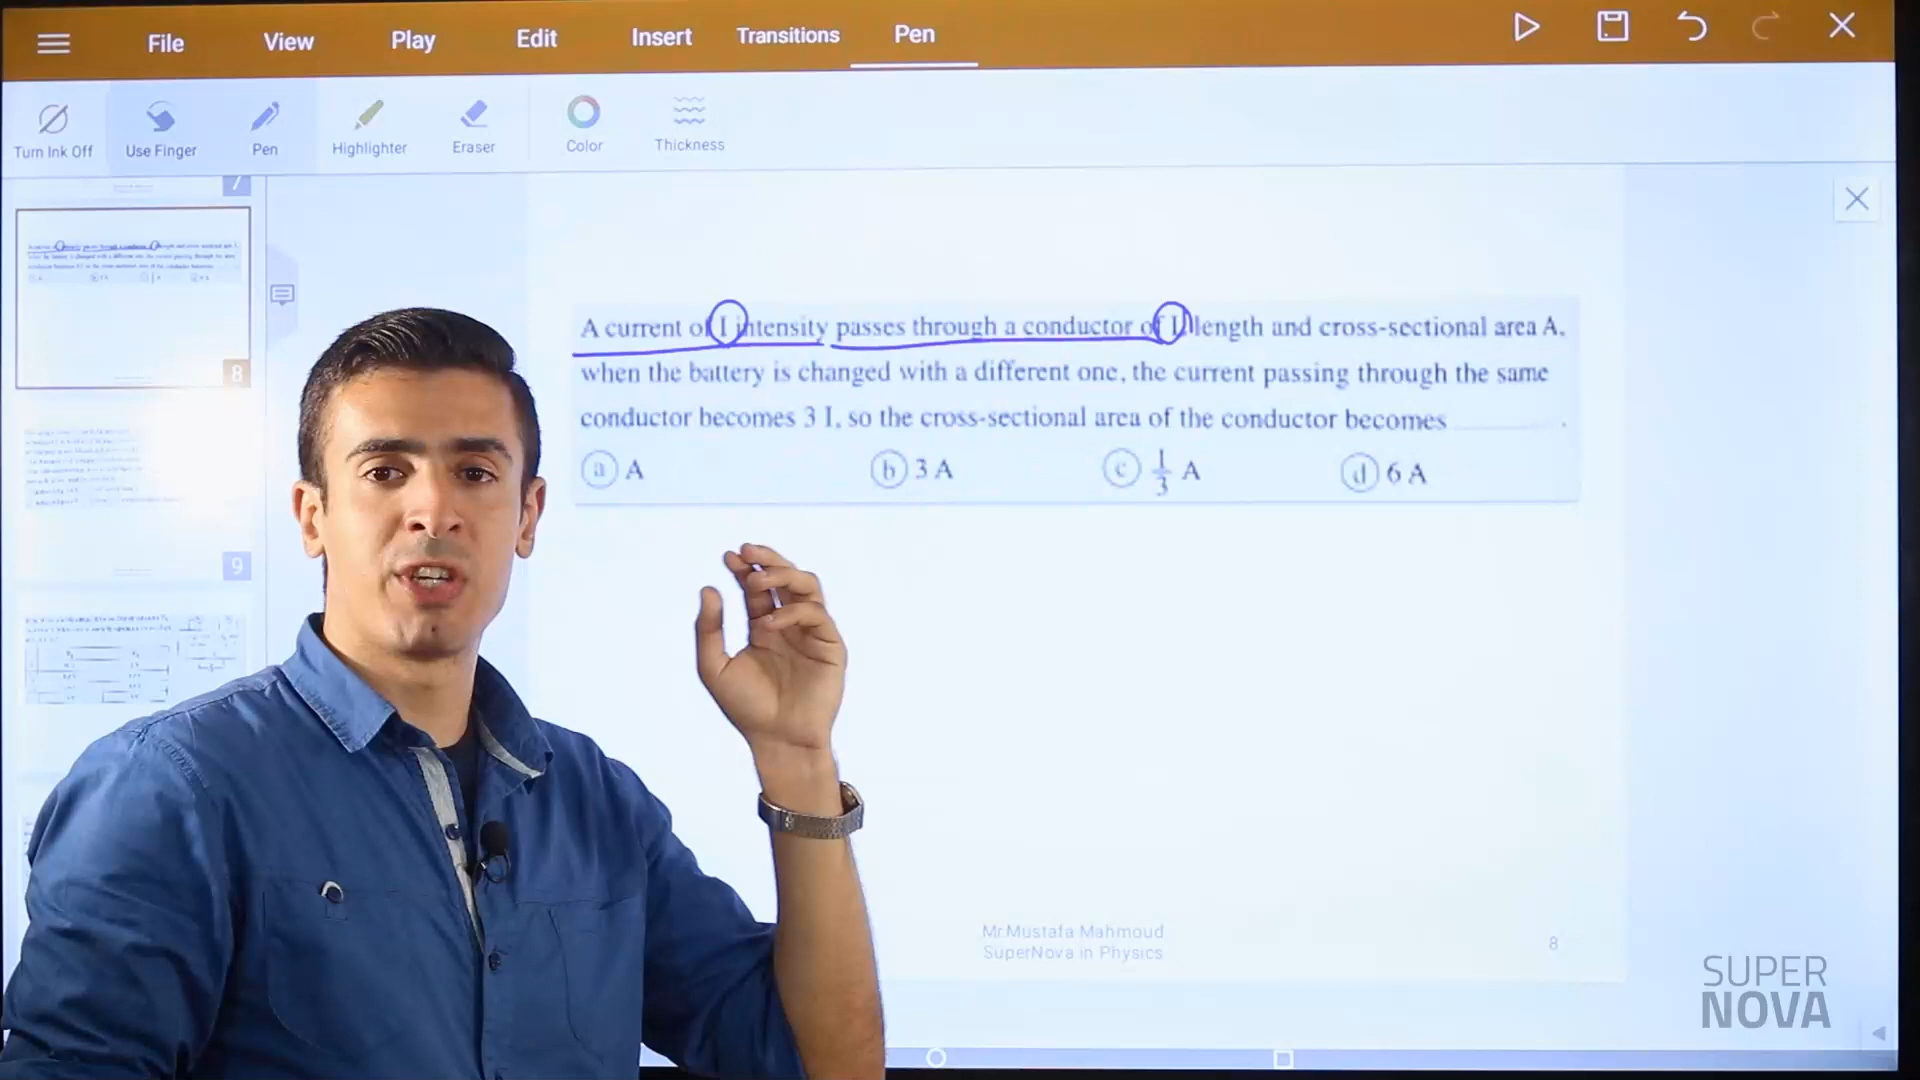 File View Play Edit Insert Transitions Pen
Turn Ink Off Use Finger Pen Highlighter Eraser Color Thickness
7
8
9
A current of I intensity passes through a conductor of L length and cross-sectional area A,
when the battery is changed with a different one, the current passing through the same
conductor becomes 3 I, so the cross-sectional area of the conductor becomes ............ .
a A b 3 A c 1/3 A d 6 A
Mr.Mustafa Mahmoud
SuperNova in Physics
8
SUPER
NOVA